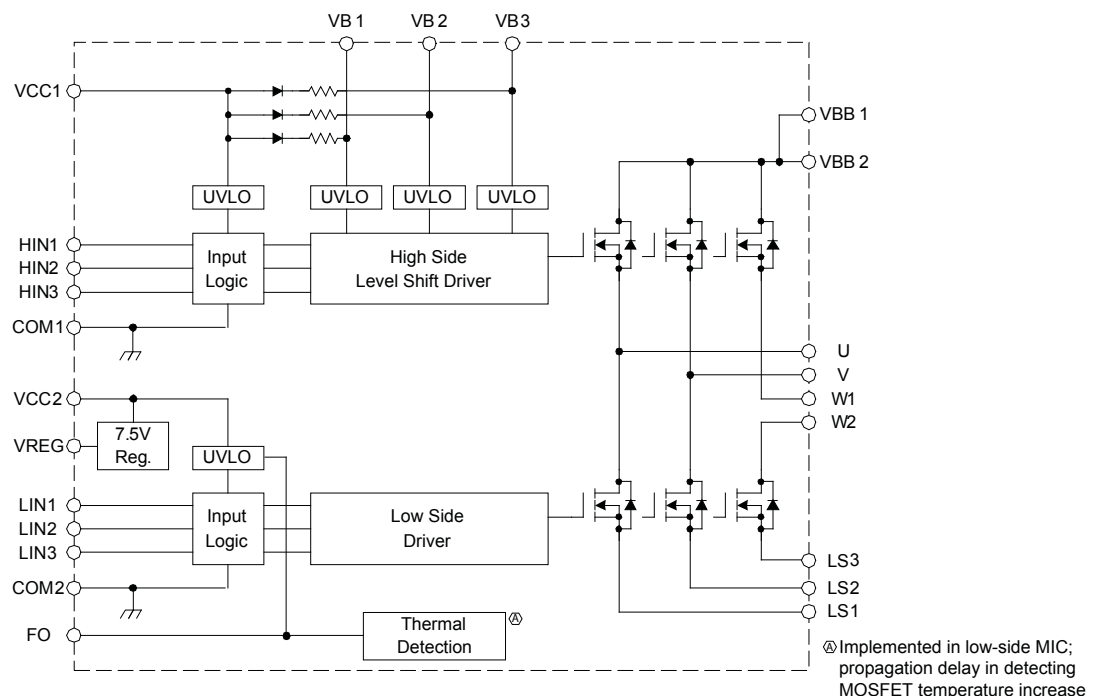 VB 1
VB 2
VB3
VCC1
VBB 1
VBB 2
UVLO
UVLO
UVLO
UVLO
HIN1
HIN2
HIN3
Input
Logic
High Side
Level Shift Driver
COM1
U
V
W1
W2
VCC2
VREG
7.5V
Reg.
UVLO
LIN1
LIN2
LIN3
Input
Logic
Low Side
Driver
LS3
LS2
LS1
COM2
FO
Thermal
Detection
A
A Implemented in low-side MIC;
propagation delay in detecting
MOSFET temperature increase